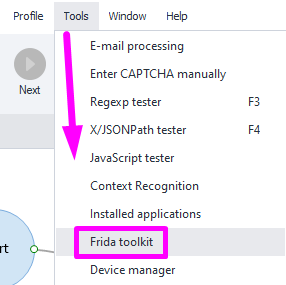 Profile Tools Window Help
Next
E-mail processing
Enter CAPTCHA manually
Regexp tester F3
X/JSONPath tester F4
JavaScript tester
Context Recognition
Installed applications
Frida toolkit
Device manager
rt